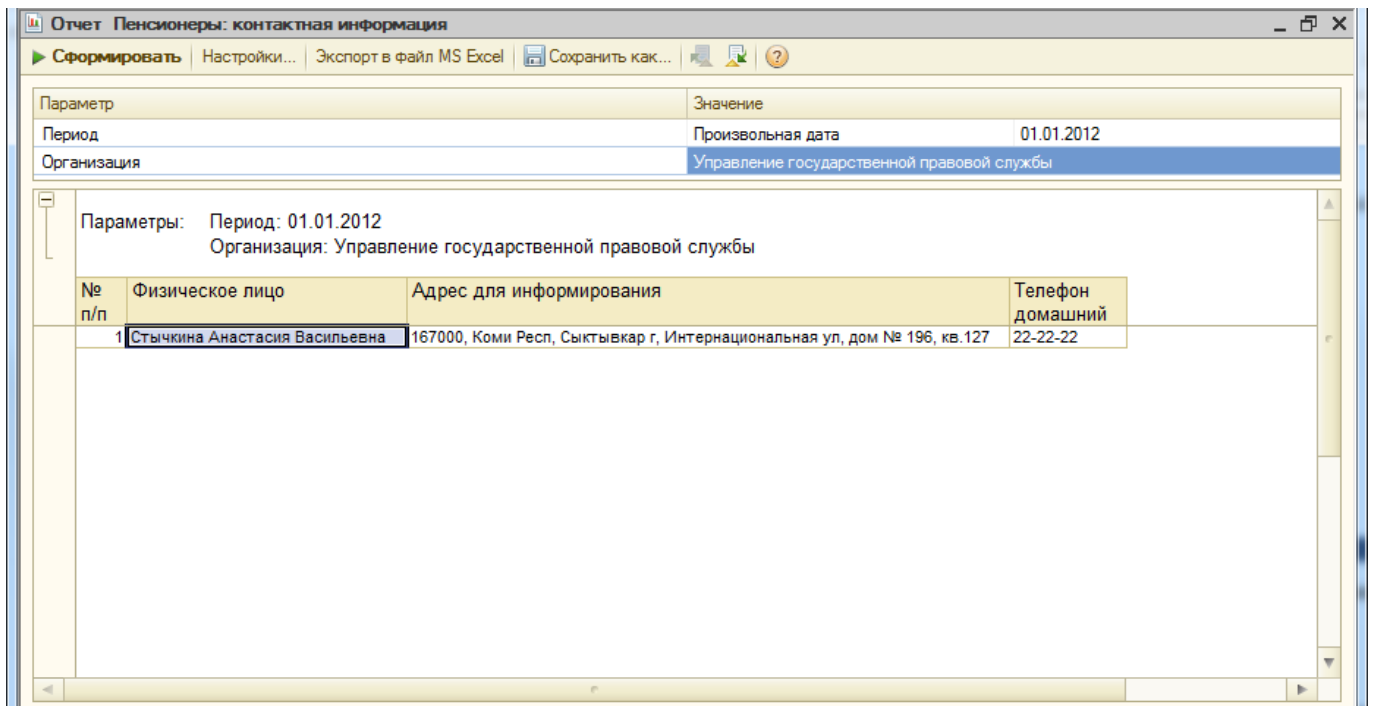 Отчет Пенсионеры: контактная информация
Сформировать Настройки... Экспорт в файл MS Excel Сохранить как...
Параметр Значение
Период Произвольная дата 01.01.2012
Организация Управление государственной правовой службы
Параметры: Период: 01.01.2012
Организация: Управление государственной правовой службы
№ Физическое лицо Адрес для информирования Телефон
п/п домашний
1 Стычкина Анастасия Васильевна 167000, Коми Респ, Сыктывкар г, Интернациональная ул, дом № 196, кв.127 22-22-22